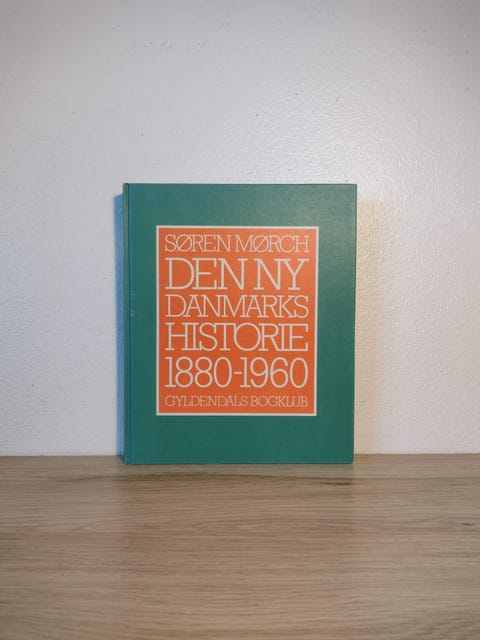 SØREN MØRCH
DEN NY
DANMARKS
HISTORIE
1880-1960
GYLDENDALS BOGKLUB